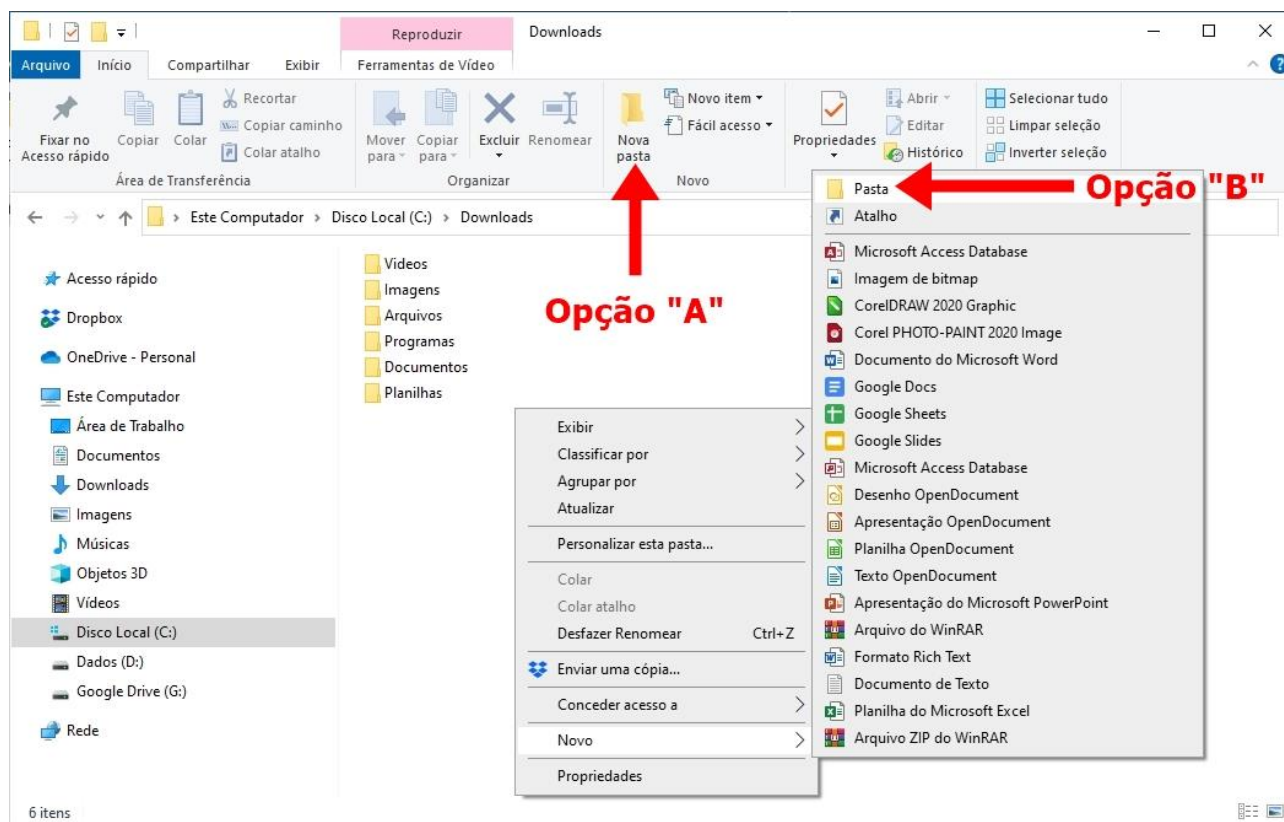 Reproduzir
Downloads
Arquivo Início Compartilhar Exibir Ferramentas de Vídeo
Fixar no
Acesso rápido
Copiar
Colar
Recortar
Copiar caminho
Colar atalho
Área de Transferência
Mover
para
Copiar
para
Excluir
Renomear
Organizar
Nova
pasta
Novo item
Fácil acesso
Novo
Propriedades
Abrir
Editar
Histórico
Selecionar tudo
Limpar seleção
Inverter seleção
Este Computador > Disco Local (C:) > Downloads
Opção "A"
Opção "B"
Acesso rápido
Dropbox
OneDrive - Personal
Este Computador
Área de Trabalho
Documentos
Downloads
Imagens
Músicas
Objetos 3D
Vídeos
Disco Local (C:)
Dados (D:)
Google Drive (G:)
Rede
Videos
Imagens
Arquivos
Programas
Documentos
Planilhas
Exibir
Classificar por
Agrupar por
Atualizar
Personalizar esta pasta...
Colar
Colar atalho
Desfazer Renomear Ctrl+Z
Enviar uma cópia...
Conceder acesso a
Novo
Propriedades
Pasta
Atalho
Microsoft Access Database
Imagem de bitmap
CorelDRAW 2020 Graphic
Corel PHOTO-PAINT 2020 Image
Documento do Microsoft Word
Google Docs
Google Sheets
Google Slides
Microsoft Access Database
Desenho OpenDocument
Apresentação OpenDocument
Planilha OpenDocument
Texto OpenDocument
Apresentação do Microsoft PowerPoint
Arquivo do WinRAR
Formato Rich Text
Documento de Texto
Planilha do Microsoft Excel
Arquivo ZIP do WinRAR
6 itens